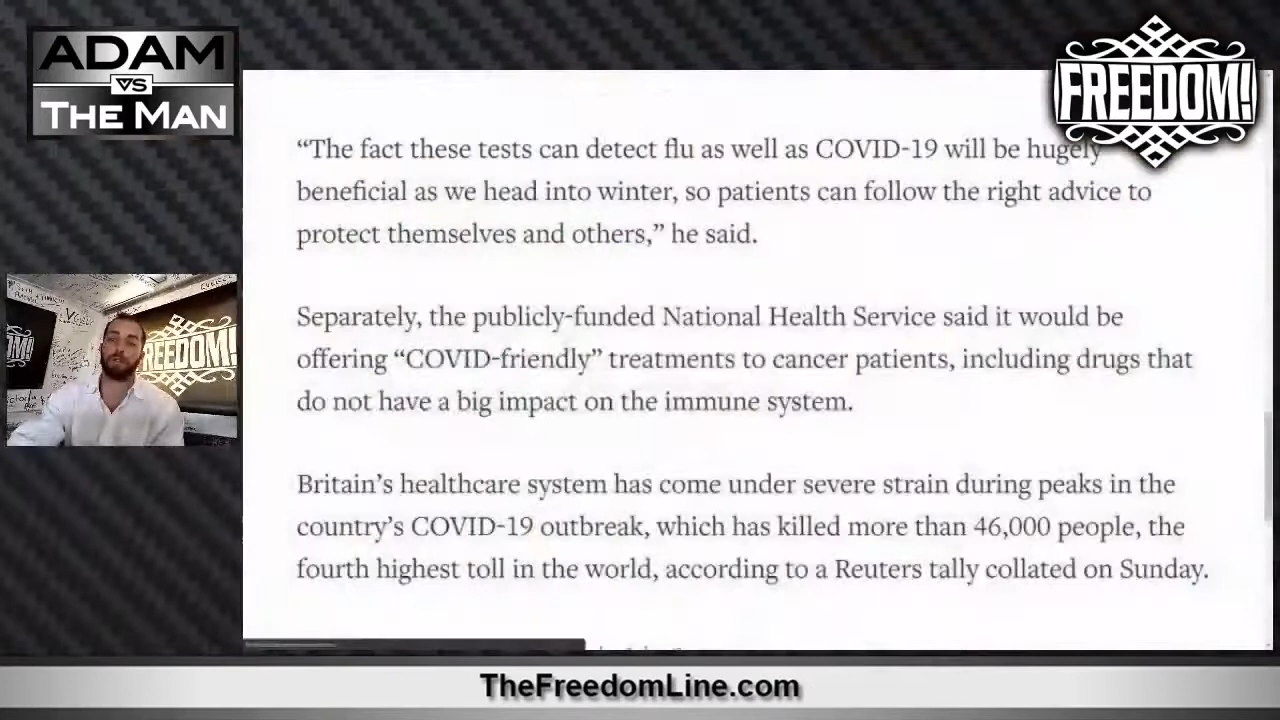 ADAM
VS
THE MAN
FREEDOM!
“The fact these tests can detect flu as well as COVID-19 will be hugely
beneficial as we head into winter, so patients can follow the right advice to
protect themselves and others,” he said.
Separately, the publicly-funded National Health Service said it would be
offering “COVID-friendly” treatments to cancer patients, including drugs that
do not have a big impact on the immune system.
Britain’s healthcare system has come under severe strain during peaks in the
country’s COVID-19 outbreak, which has killed more than 46,000 people, the
fourth highest toll in the world, according to a Reuters tally collated on Sunday.
REEDOM!
TheFreedomLine.com